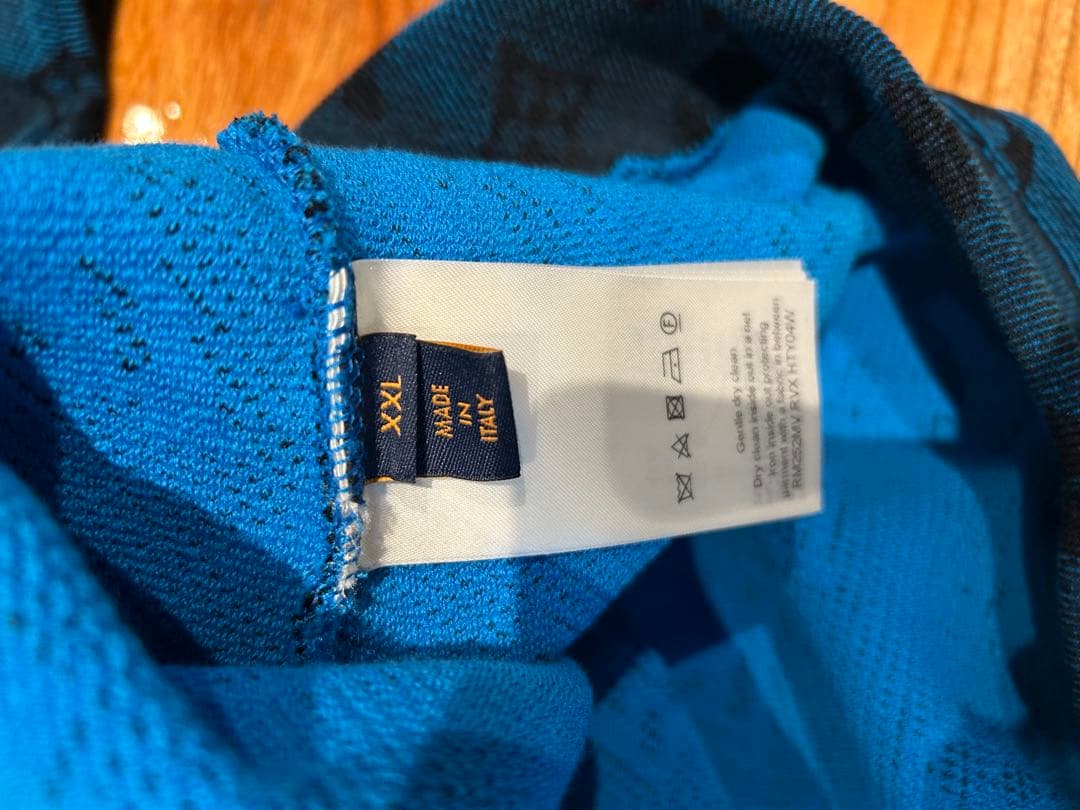 XXL
MADE
IN
ITALY
Gentle dry clean
Dry clean inside out in a net
Iron inside out protecting
garment with a fabric in between
RM252MV RVX HTY04W
F